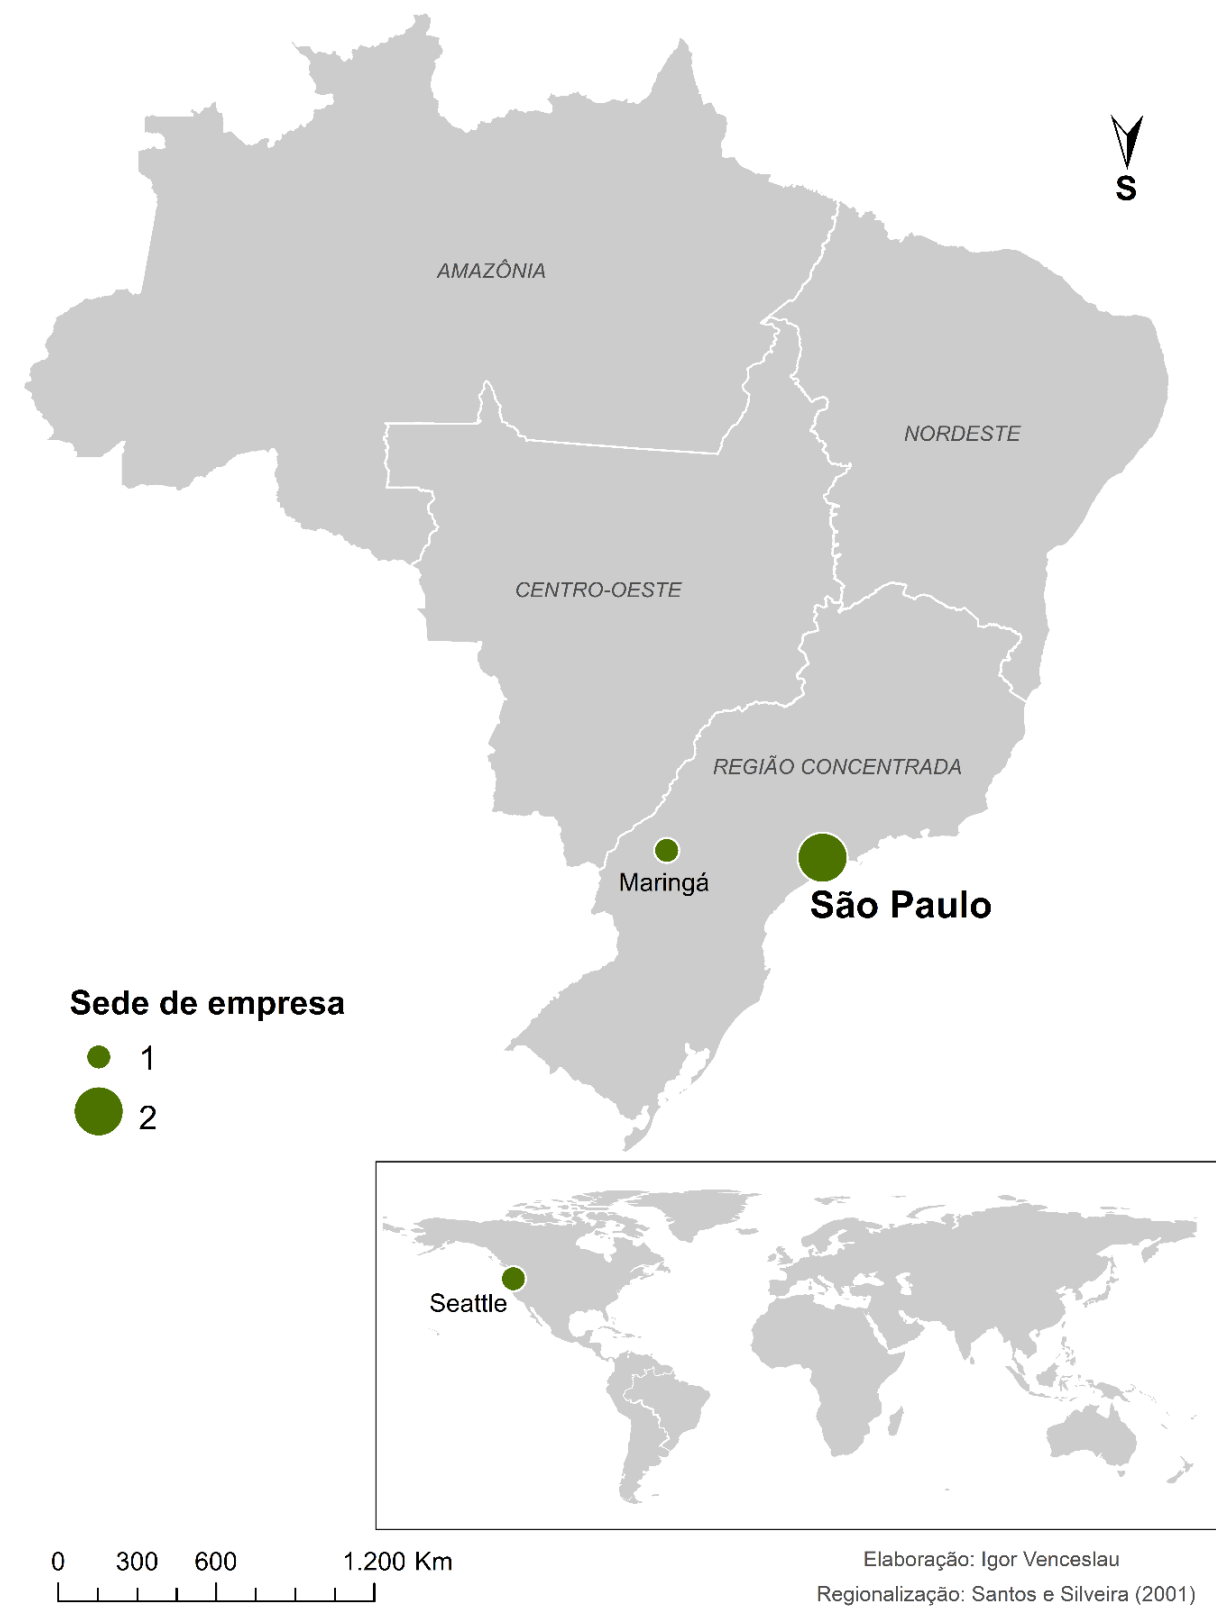 S
AMAZÔNIA
NORDESTE
CENTRO-OESTE
REGIÃO CONCENTRADA
Maringá
São Paulo
Sede de empresa
1
2
Seattle
0 300 600 1.200 Km
Elaboração: Igor Venceslau
Regionalização: Santos e Silveira (2001)